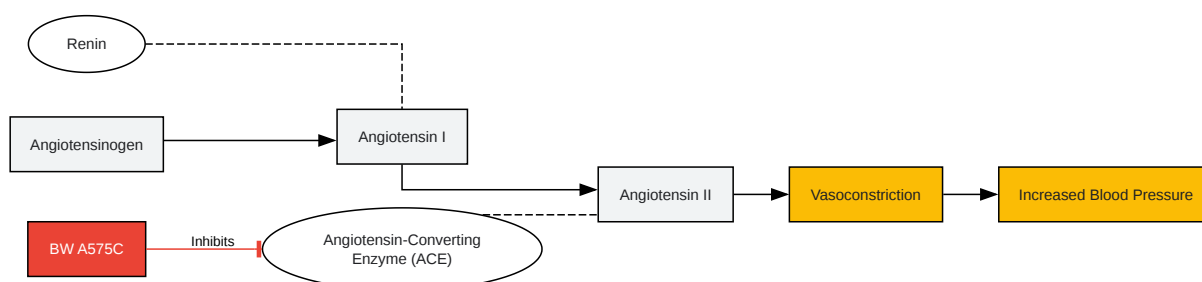 Renin
Angiotensinogen
Angiotensin I
Angiotensin II
Vasoconstriction
Increased Blood Pressure
BW A575C
Inhibits
Angiotensin-Converting
Enzyme (ACE)